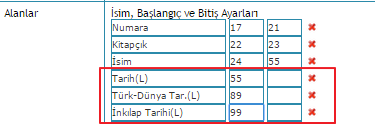 Alanlar İsim, Başlangıç ve Bitiş Ayarları
Numara 17 21
Kitapçık 22 23
İsim 24 55
Tarih(L) 55
Türk-Dünya Tar.(L) 89
İnkılap Tarihi(L) 99